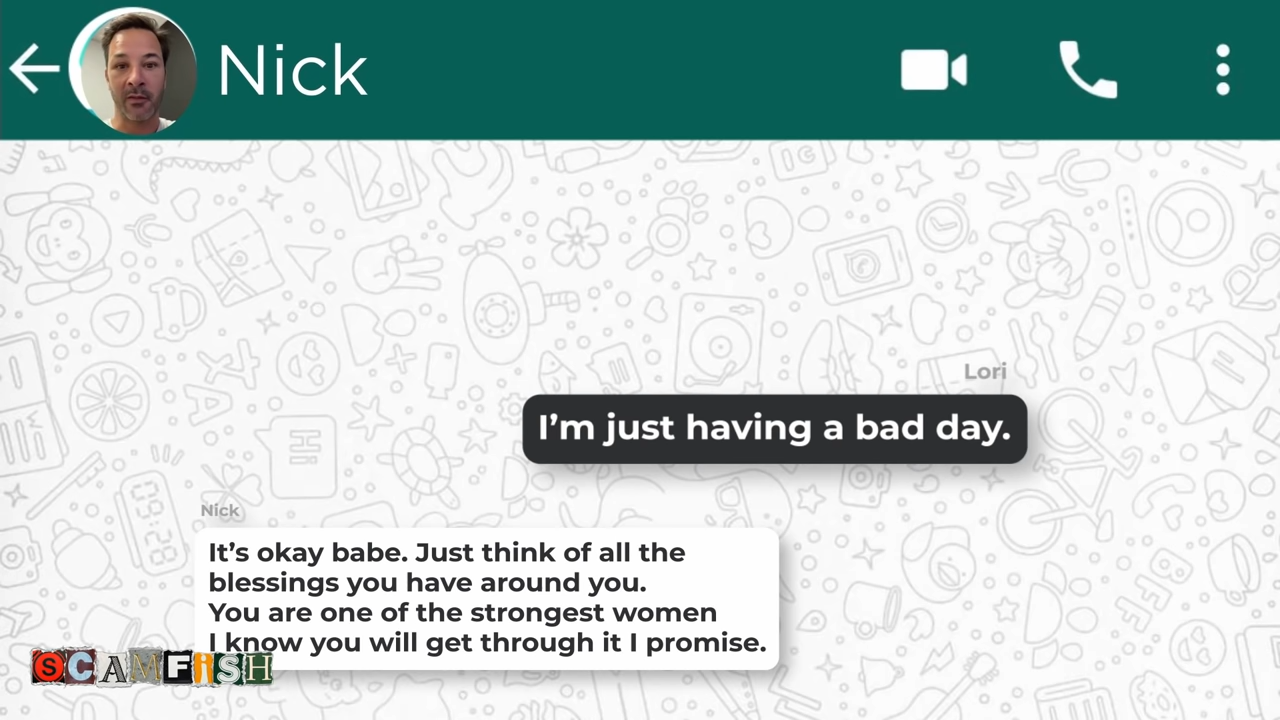 Nick
Lori
I'm just having a bad day.
Nick
It's okay babe. Just think of all the
blessings you have around you.
You are one of the strongest women
I know you will get through it I promise.
SCAMFISH